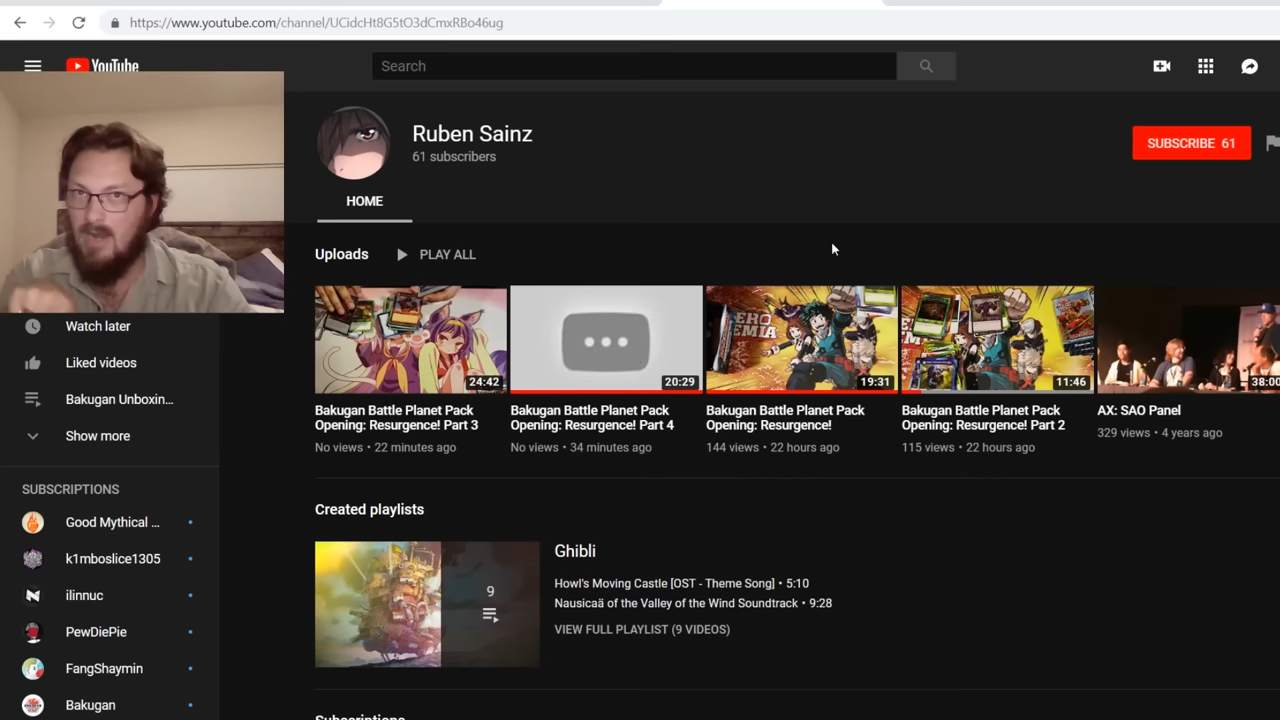 https://www.youtube.com/channel/UCidcHt8G5tO3dCmxRBo46ug
YouTube
Search
Ruben Sainz
61 subscribers
SUBSCRIBE 61
HOME
Uploads
PLAY ALL
24:42
20:29
HERO
19:31
11:46
38:00
Bakugan Battle Planet Pack
Opening: Resurgence! Part 3
No views • 22 minutes ago
Bakugan Battle Planet Pack
Opening: Resurgence! Part 4
No views • 34 minutes ago
Bakugan Battle Planet Pack
Opening: Resurgence!
144 views • 22 hours ago
Bakugan Battle Planet Pack
Opening: Resurgence! Part 2
115 views • 22 hours ago
AX: SAO Panel
329 views • 4 years ago
Watch later
Liked videos
Bakugan Unboxin...
Show more
SUBSCRIPTIONS
Good Mythical ...
k1mboslice1305
ilinnuc
PewDiePie
FangShaymin
Bakugan
Created playlists
9
Ghibli
Howl's Moving Castle [OST - Theme Song] • 5:10
Nausicaä of the Valley of the Wind Soundtrack • 9:28
VIEW FULL PLAYLIST (9 VIDEOS)
Subscriptions